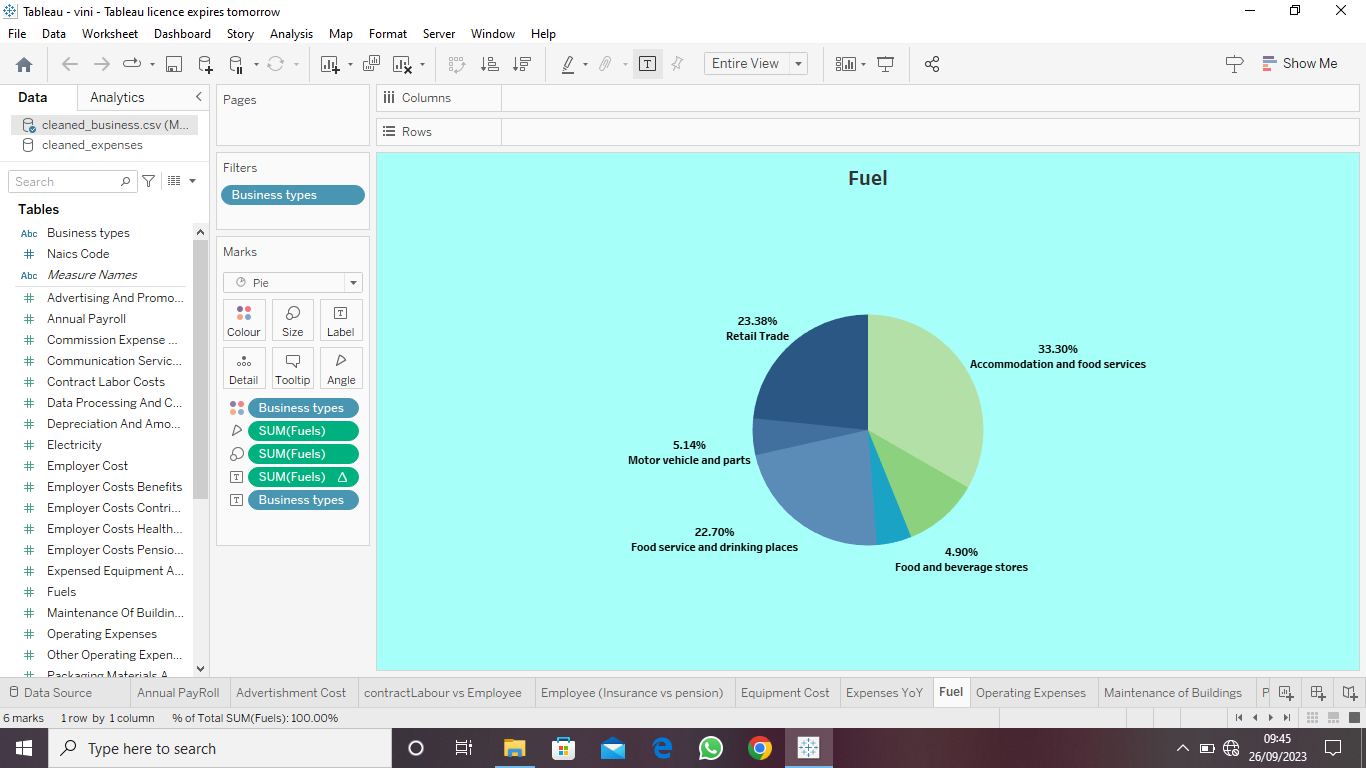 Tableau - vini - Tableau licence expires tomorrow
File Data Worksheet Dashboard Story Analysis Map Format Server Window Help
Entire View
Show Me
Data Analytics
cleaned_business.csv (M...
cleaned_expenses
Search
Tables
Abc Business types
# Naics Code
Abc Measure Names
# Advertising And Promo...
# Annual Payroll
# Commission Expense ...
# Communication Servic...
# Contract Labor Costs
# Data Processing And C...
# Depreciation And Amo...
# Electricity
# Employer Cost
# Employer Costs Benefits
# Employer Costs Contri...
# Employer Costs Health...
# Employer Costs Pensio...
# Expensed Equipment A...
# Fuels
# Maintenance Of Buildin...
# Operating Expenses
# Other Operating Expen...
# Packaging Materials A...
Pages
Filters
Business types
Marks
Pie
Colour Size Label
Detail Tooltip Angle
Business types
SUM(Fuels)
SUM(Fuels)
SUM(Fuels) Δ
Business types
Columns
Rows
Fuel
23.38%
Retail Trade
33.30%
Accommodation and food services
5.14%
Motor vehicle and parts
22.70%
Food service and drinking places
4.90%
Food and beverage stores
Data Source Annual PayRoll Advertishment Cost contractLabour vs Employee Employee (Insurance vs pension) Equipment Cost Expenses YoY Fuel Operating Expenses Maintenance of Buildings P
6 marks 1 row by 1 column % of Total SUM(Fuels): 100.00%
Type here to search
09:45
26/09/2023